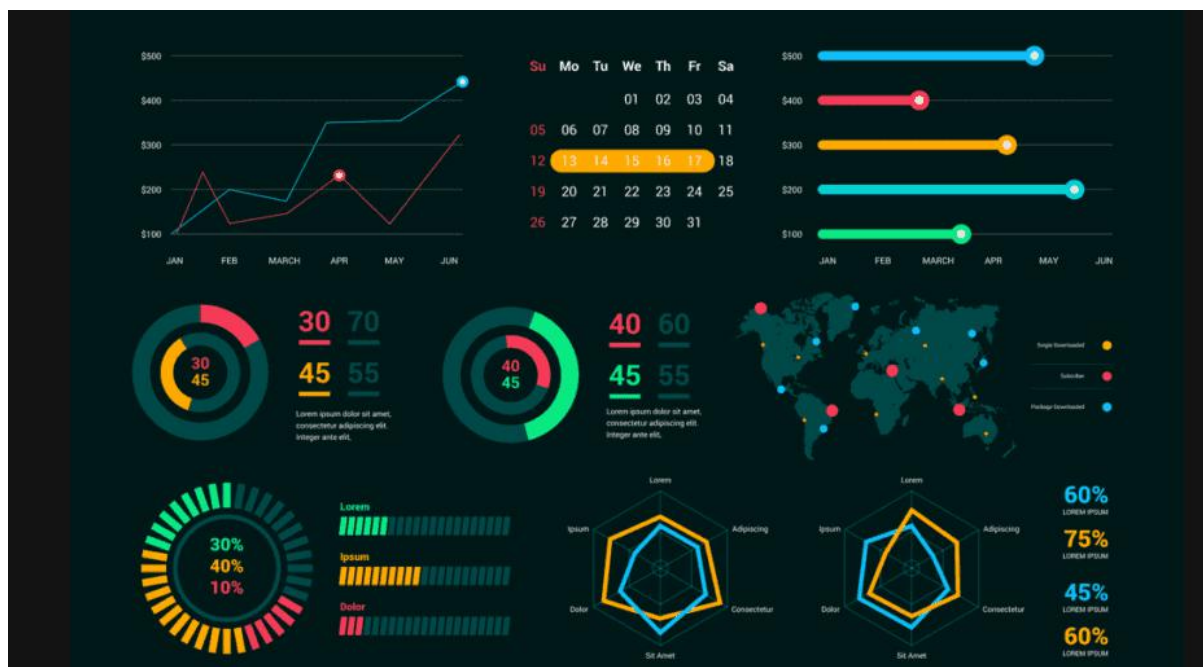 $500
$400
$300
$200
$100
JAN FEB MARCH APR MAY JUN
Su Mo Tu We Th Fr Sa
01 02 03 04
05 06 07 08 09 10 11
12 13 14 15 16 17 18
19 20 21 22 23 24 25
26 27 28 29 30 31
$500
$400
$300
$200
$100
JAN FEB MARCH APR MAY JUN
30
45
30 70
45 55
Lorem ipsum dolor sit amet,
consectetur adipiscing elit.
Integer ante elit,
40
45
40 60
45 55
Lorem ipsum dolor sit amet,
consectetur adipiscing elit.
Integer ante elit,
Single Downloaded
Subscriber
Package Downloaded
30%
40%
10%
Lorem
Ipsum
Dolor
Lorem
Ipsum
Adipiscing
Dolor
Consectetur
Sit Amet
Lorem
Ipsum
Adipiscing
Dolor
Consectetur
Sit Amet
60%
LOREM IPSUM
75%
LOREM IPSUM
45%
LOREM IPSUM
60%
LOREM IPSUM